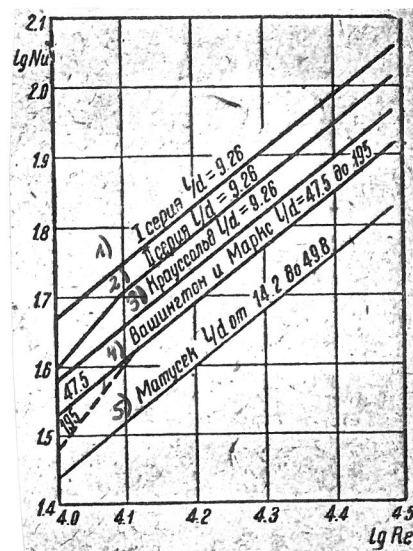 2.1
lgNu
2.0
1.9
1.8
1.7
1.6
1.5
1.4
1) I серия L/d = 9.26
2) II серия L/d = 9.26
3) Крауссольд L/d = 9.26
4) Вашингтон и Маркс L/d=47.5 до 195
47.5
195
5) Матусек L/d от 14.2 до 49.8
4.0 4.1 4.2 4.3 4.4 4.5
lg Re